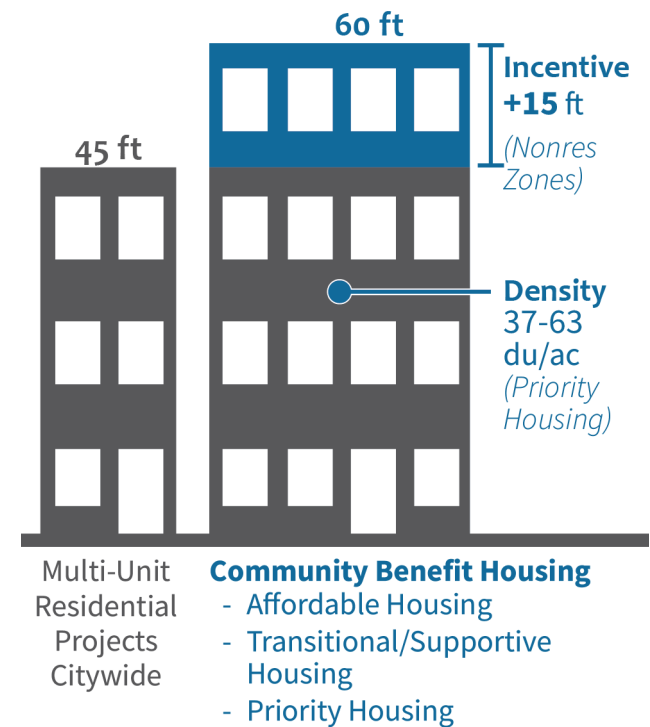 60 ft
Incentive
+15 ft
(Nonres
Zones)
45 ft
Density
37-63
du/ac
(Priority
Housing)
Multi-Unit
Residential
Projects
Citywide
Community Benefit Housing
- Affordable Housing
- Transitional/Supportive
Housing
- Priority Housing